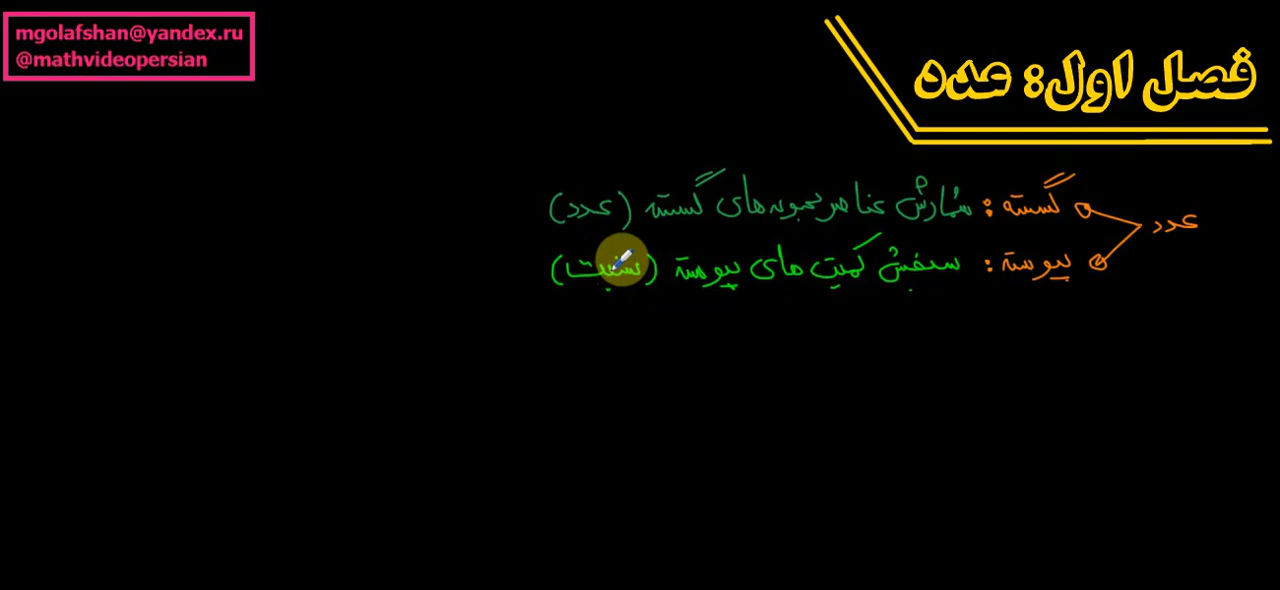 mgolafshan@yandex.ru
@mathvideopersian
فصل اول: عدد
عدد
گسسته : شمارش عناصر مجموعه های گسسته (عدد)
پیوسته : سنجش کمیت های پیوسته (نسبت)